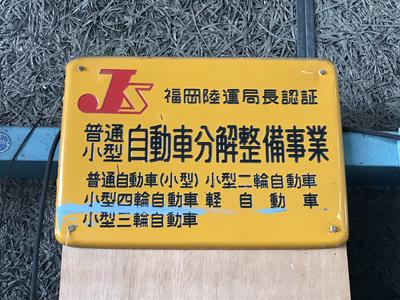 JS 福岡陸運局長認証
普通
小型 自動車分解整備事業
普通自動車(小型) 小型二輪自動車
小型四輪自動車 軽自動車
小型三輪自動車